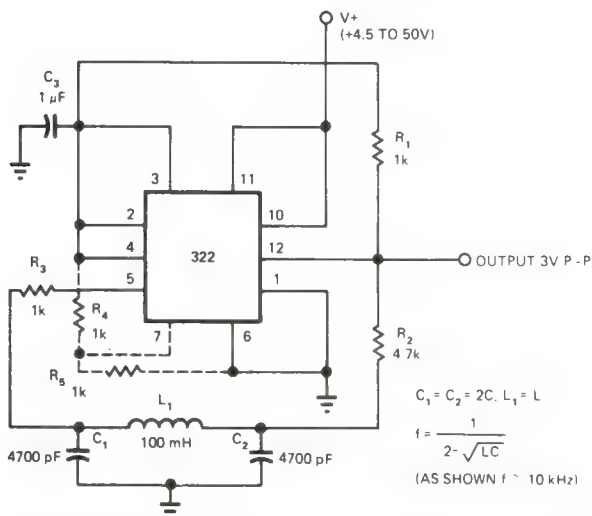 V+
(+4.5 TO 50V)
C3
1 µF
R1
1k
3
11
2
10
322
4
12
OUTPUT 3V P-P
5
1
R3
1k
R4
1k
7
6
R2
4.7k
R5
1k
L1
100 mH
C1
4700 pF
C2
4700 pF
C1 = C2 = 2C, L1 = L
f = 1
2- √LC
(AS SHOWN f ~ 10 kHz)